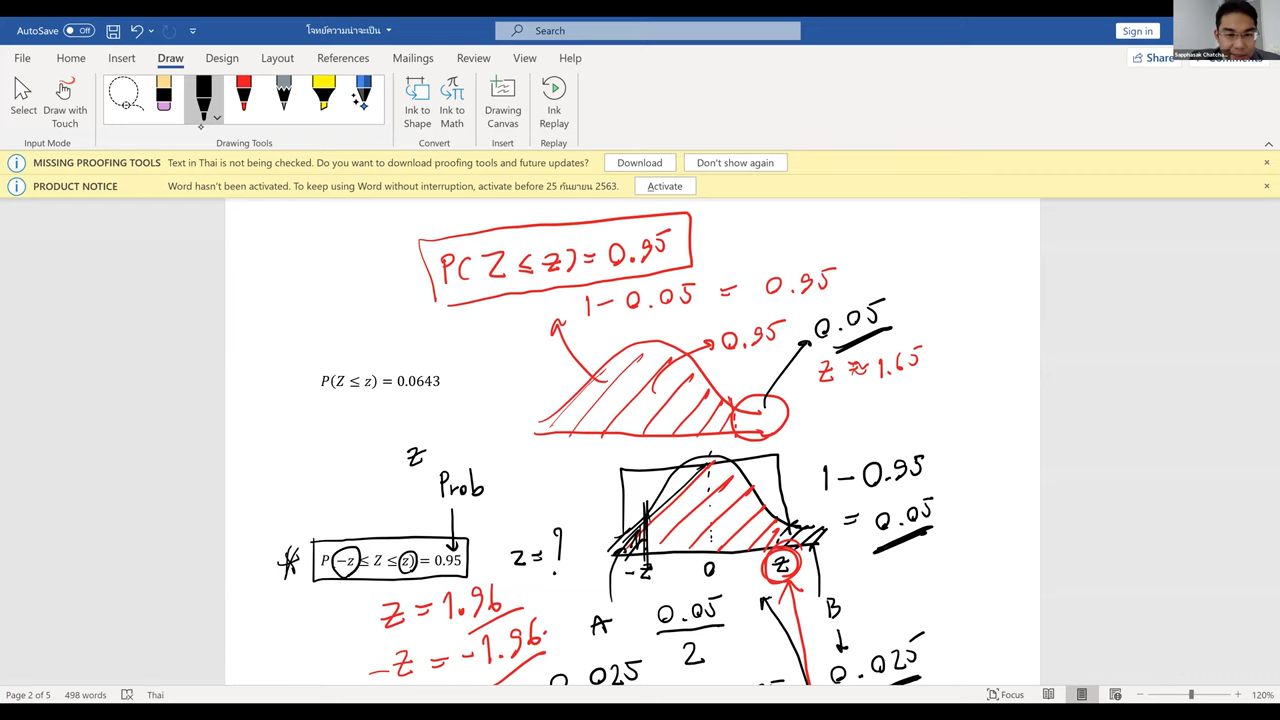 AutoSave Off
โจทย์ความน่าจะเป็น
Search
Sign in
File Home Insert Draw Design Layout References Mailings Review View Help
Share
Comments
Select
Draw with Touch
Ink to Shape
Ink to Math
Drawing Canvas
Ink Replay
Input Mode
Drawing Tools
Convert
Insert
Replay
MISSING PROOFING TOOLS Text in Thai is not being checked. Do you want to download proofing tools and future updates? Download Don't show again
PRODUCT NOTICE Word hasn't been activated. To keep using Word without interruption, activate before 25 กันยายน 2563. Activate
P(Z ≤ z) = 0.95
1 - 0.05 = 0.95
0.95
0.05
z ≈ 1.65
P(Z ≤ z) = 0.0643
z
Prob
1 - 0.95
= 0.05
P(-z ≤ Z ≤ z) = 0.95
z = ?
-z 0 z
z = 1.96
-z = -1.96
A
0.05
2
B
0.025
0.025
Page 2 of 5 498 words Thai
Focus
120%